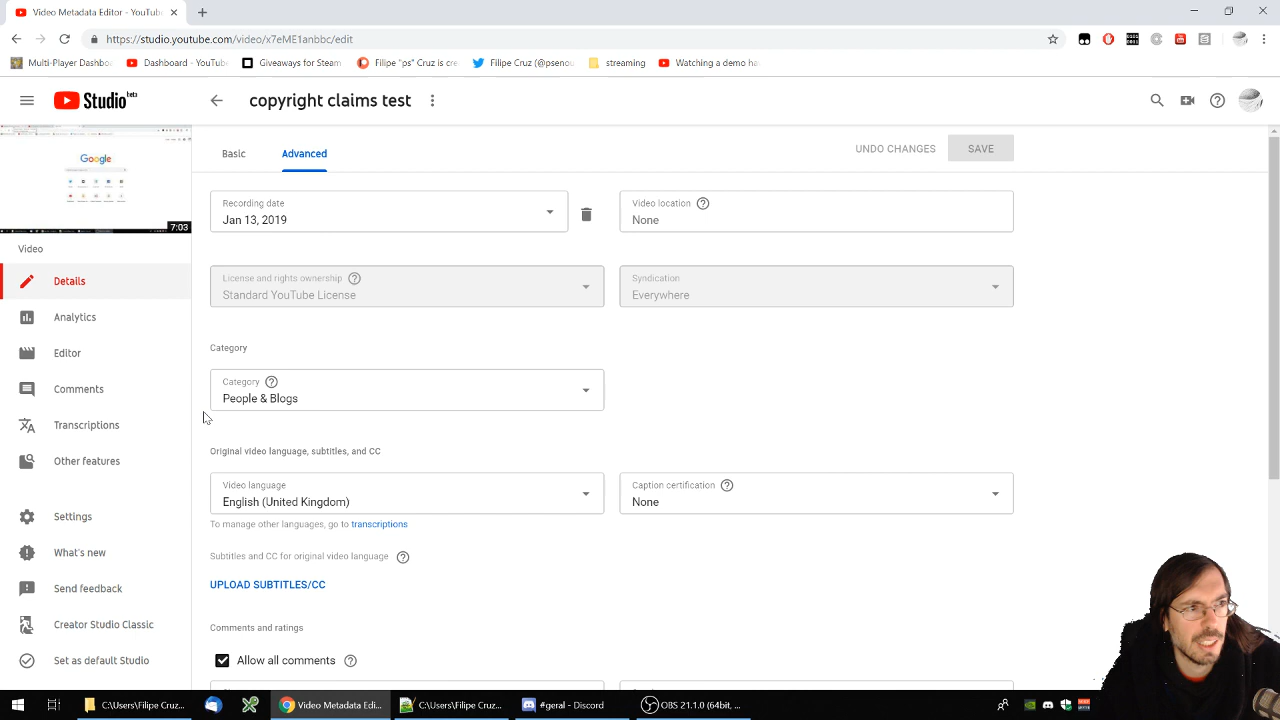 Video Metadata Editor - YouTu
https://studio.youtube.com/video/x7eME1anbbc/edit
Multi-Player Dashbo
Dashboard - YouTube
Giveaways for Steam
Filipe "ps" Cruz is cre
Filipe Cruz (@psenou
streaming
Watching a demo ha
Studio beta
copyright claims test
Basic
Advanced
UNDO CHANGES
SAVE
Google
7:03
Video
Details
Analytics
Editor
Comments
Transcriptions
Other features
Settings
What's new
Send feedback
Creator Studio Classic
Set as default Studio
Recording date
Jan 13, 2019
Video location
None
License and rights ownership
Standard YouTube License
Syndication
Everywhere
Category
Category
People & Blogs
Original video language, subtitles, and CC
Video language
English (United Kingdom)
Caption certification
None
To manage other languages, go to transcriptions
Subtitles and CC for original video language
UPLOAD SUBTITLES/CC
Comments and ratings
Allow all comments
C:\Users\Filipe Cruz...
Video Metadata Edi...
C:\Users\Filipe Cruz...
#geral - Discord
OBS 21.1.0 (64bit, ...